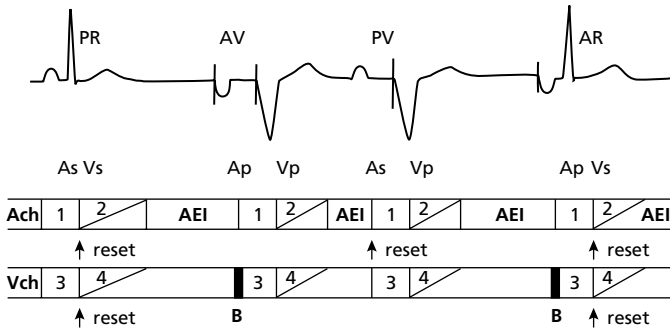 PR AV PV AR
As Vs Ap Vp As Vp Ap Vs
Ach 1 2 AEI 1 2 AEI 1 2 AEI 1 2 AEI
reset reset reset
Vch 3 4 3 4 3 4 3 4
reset B B reset